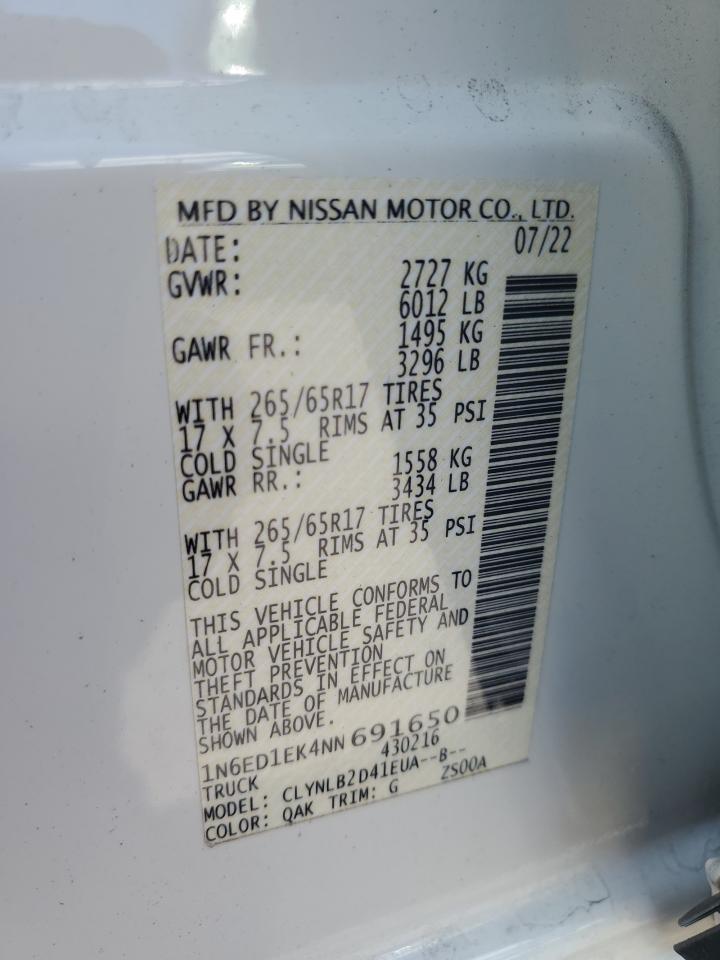 MFD BY NISSAN MOTOR CO., LTD.
DATE: 07/22
GVWR: 2727 KG
6012 LB
GAWR FR.: 1495 KG
3296 LB
WITH 265/65R17 TIRES
17 X 7.5 RIMS AT 35 PSI
COLD SINGLE
GAWR RR.: 1558 KG
3434 LB
WITH 265/65R17 TIRES
17 X 7.5 RIMS AT 35 PSI
COLD SINGLE
THIS VEHICLE CONFORMS TO
ALL APPLICABLE FEDERAL
MOTOR VEHICLE SAFETY AND
THEFT PREVENTION
STANDARDS IN EFFECT ON
THE DATE OF MANUFACTURE
SHOWN ABOVE.
1N6ED1EK4NN691650
TRUCK 430216
MODEL: CLYNLB2D41EUA--B--
COLOR: QAK TRIM: G ZS00A